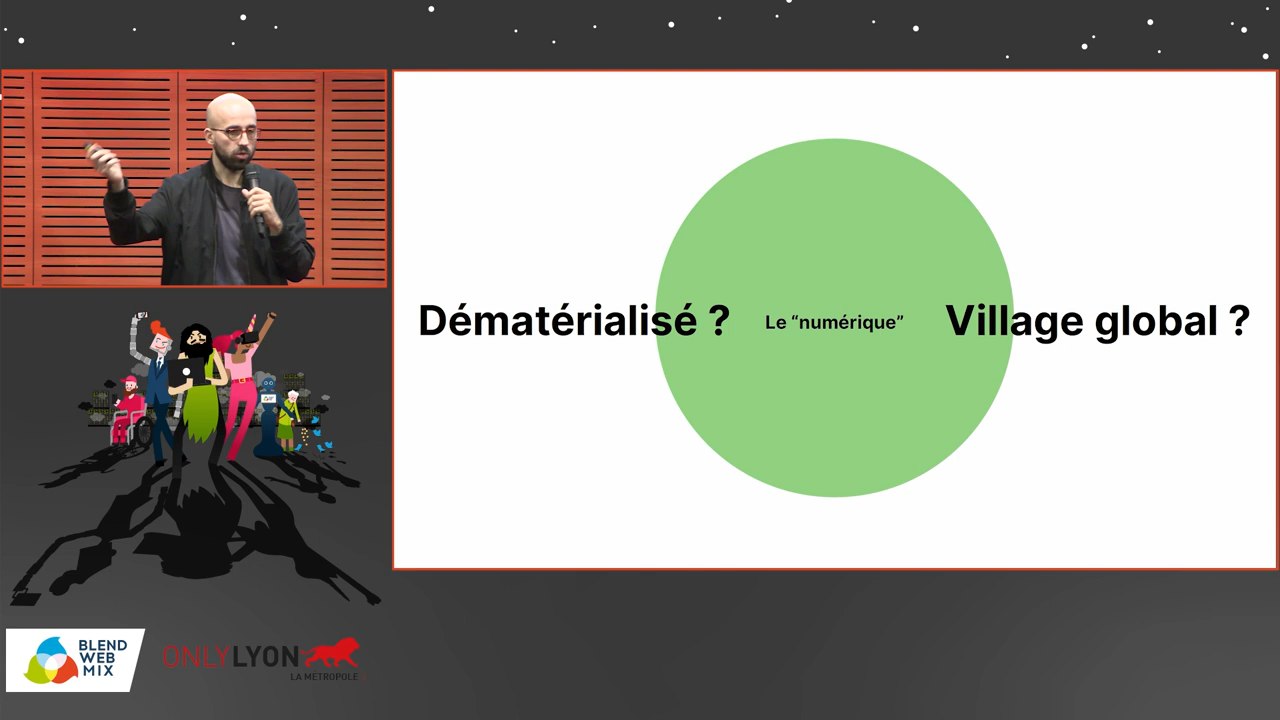 Dématérialisé ?
Le “numérique”
Village global ?
BLEND
WEB
MIX
ONLYLYON
LA MÉTROPOLE